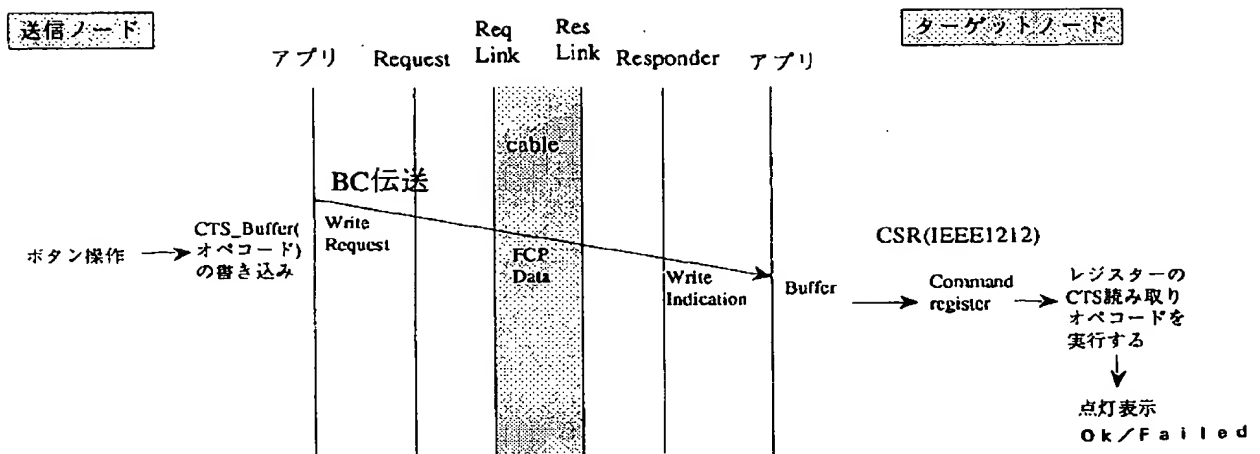 送信ノード
ターゲットノード
アプリ
Request
Req
Link
Res
Link
Responder
アプリ
cable
BC伝送
ボタン操作
CTS_Buffer(
オペコード)
の書き込み
Write
Request
FCP
Data
Write
Indication
Buffer
CSR(IEEE1212)
Command
register
レジスターの
CTS読み取り
オペコードを
実行する
点灯表示
Ok/Failed